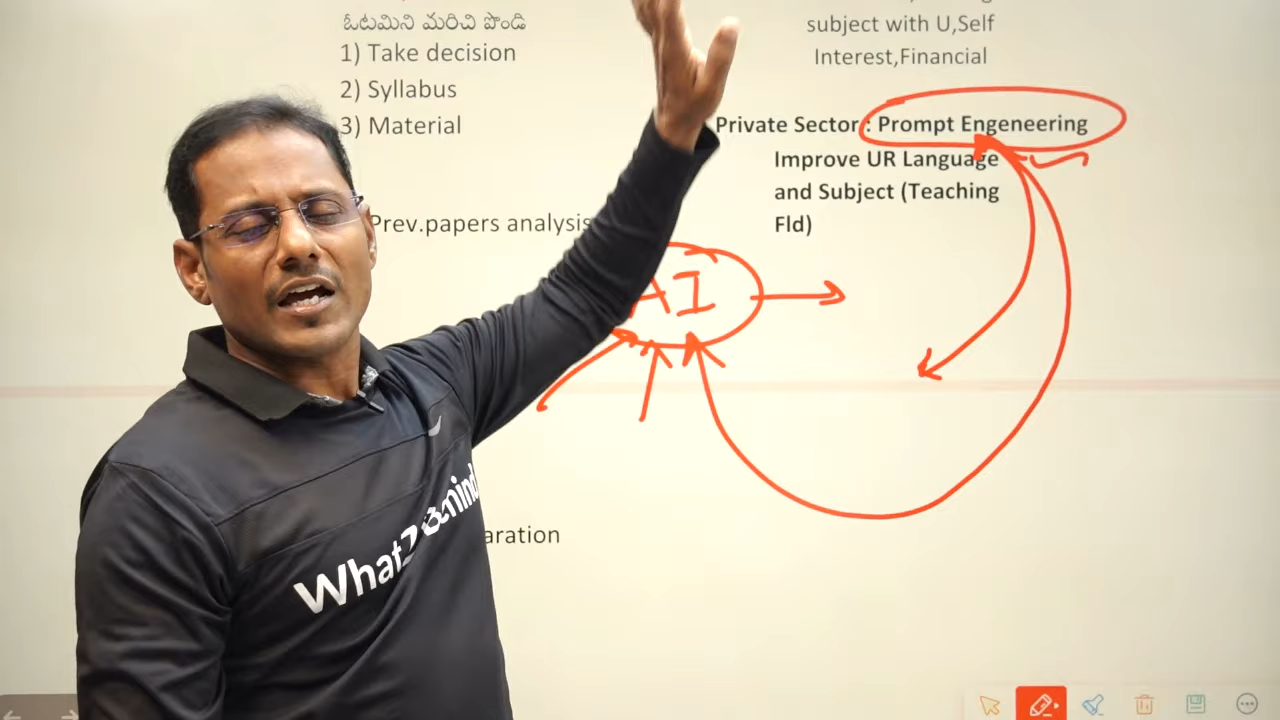 ఓటమిని మరిచి పొండి
1) Take decision
2) Syllabus
3) Material
Prev.papers analysis
aration
subject with U,Self
Interest,Financial
Private Sector : Prompt Engeneering
Improve UR Language
and Subject (Teaching
Fld)
AI